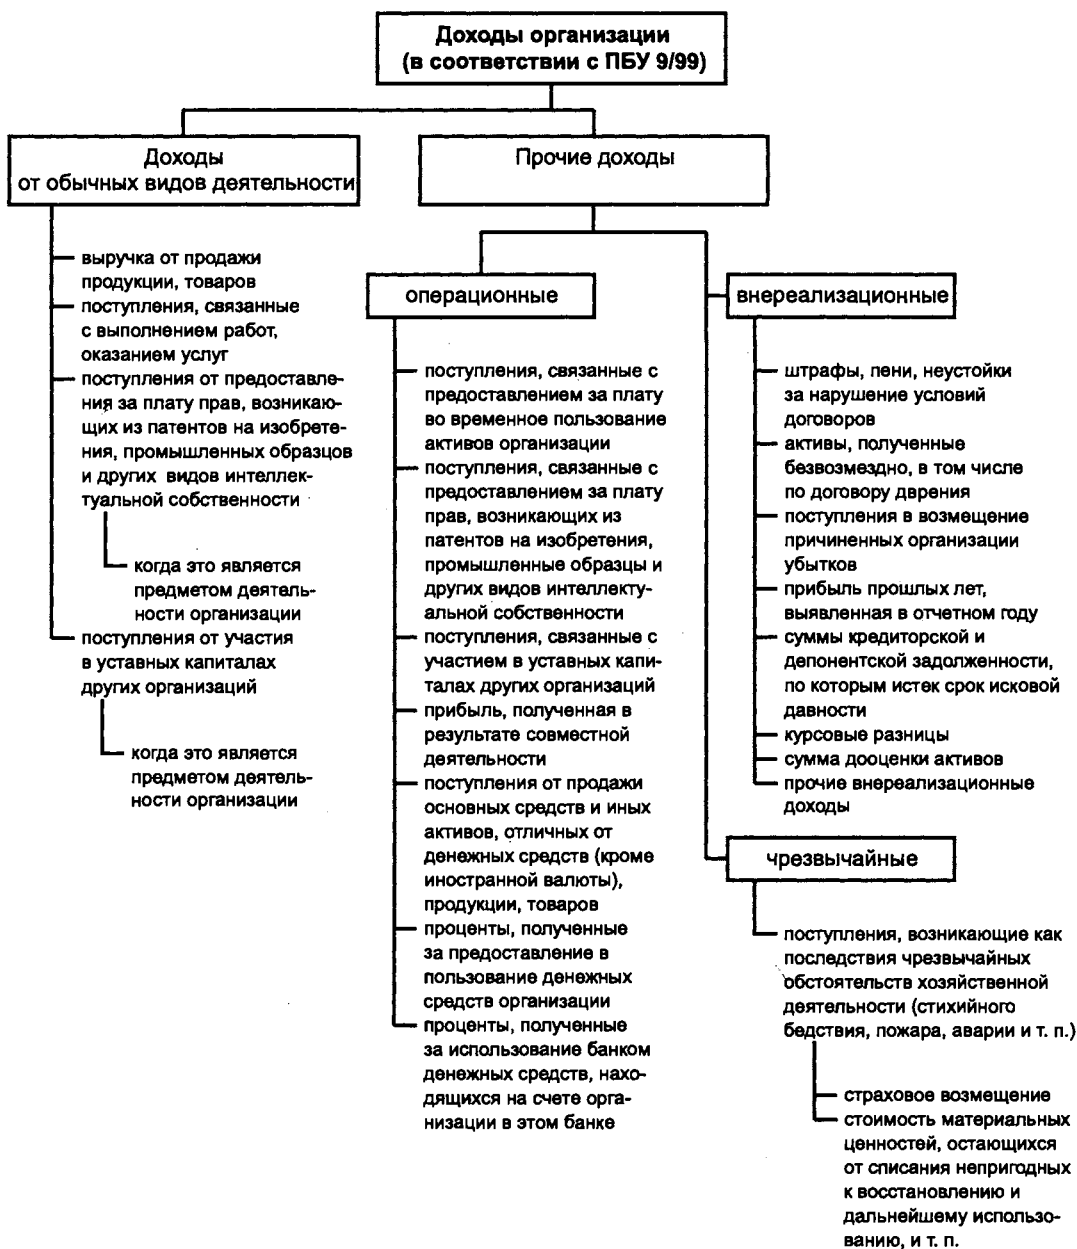 Доходы организации
(в соответствии с ПБУ 9/99)
Доходы
от обычных видов деятельности
Прочие доходы
выручка от продажи
продукции, товаров
поступления, связанные
с выполнением работ,
оказанием услуг
поступления от предоставле-
ния за плату прав, возникаю-
щих из патентов на изобрете-
ния, промышленных образцов
и других видов интеллек-
туальной собственности
когда это является
предметом деятель-
ности организации
поступления от участия
в уставных капиталах
других организаций
когда это является
предметом деятель-
ности организации
операционные
поступления, связанные с
предоставлением за плату
во временное пользование
активов организации
поступления, связанные с
предоставлением за плату
прав, возникающих из
патентов на изобретения,
промышленные образцы и
других видов интеллекту-
альной собственности
поступления, связанные с
участием в уставных капи-
талах других организаций
прибыль, полученная в
результате совместной
деятельности
поступления от продажи
основных средств и иных
активов, отличных от
денежных средств (кроме
иностранной валюты),
продукции, товаров
проценты, полученные
за предоставление в
пользование денежных
средств организации
проценты, полученные
за использование банком
денежных средств, нахо-
дящихся на счете орга-
низации в этом банке
внереализационные
штрафы, пени, неустойки
за нарушение условий
договоров
активы, полученные
безвозмездно, в том числе
по договору дврения
поступления в возмещение
причиненных организации
убытков
прибыль прошлых лет,
выявленная в отчетном году
суммы кредиторской и
депонентской задолженности,
по которым истек срок исковой
давности
курсовые разницы
сумма дооценки активов
прочие внереализационные
доходы
чрезвычайные
поступления, возникающие как
последствия чрезвычайных
обстоятельств хозяйственной
деятельности (стихийного
бедствия, пожара, аварии и т. п.)
страховое возмещение
стоимость материальных
ценностей, остающихся
от списания непригодных
к восстановлению и
дальнейшему использо-
ванию, и т. п.